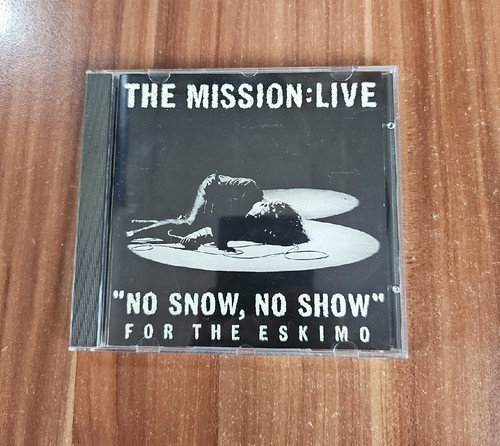 THE MISSION:LIVE
"NO SNOW, NO SHOW"
FOR THE ESKIMO